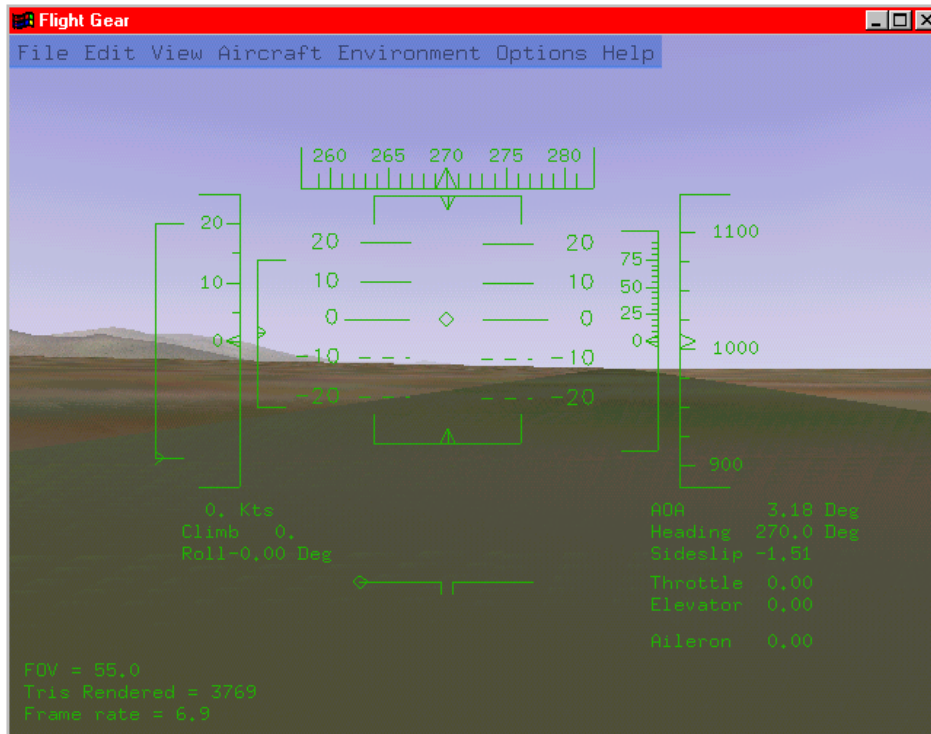 Flight Gear
File Edit View Aircraft Environment Options Help
260 265 270 275 280
20
10
0
20 20
10 10
0 0
-10 -10
-20 -20
75
50
25
0
1100
1000
900
0. Kts
Climb 0.
Roll-0.00 Deg
AOA 3.18 Deg
Heading 270.0 Deg
Sideslip -1.51
Throttle 0.00
Elevator 0.00
Aileron 0.00
FOV = 55.0
Tris Rendered = 3769
Frame rate = 6.9